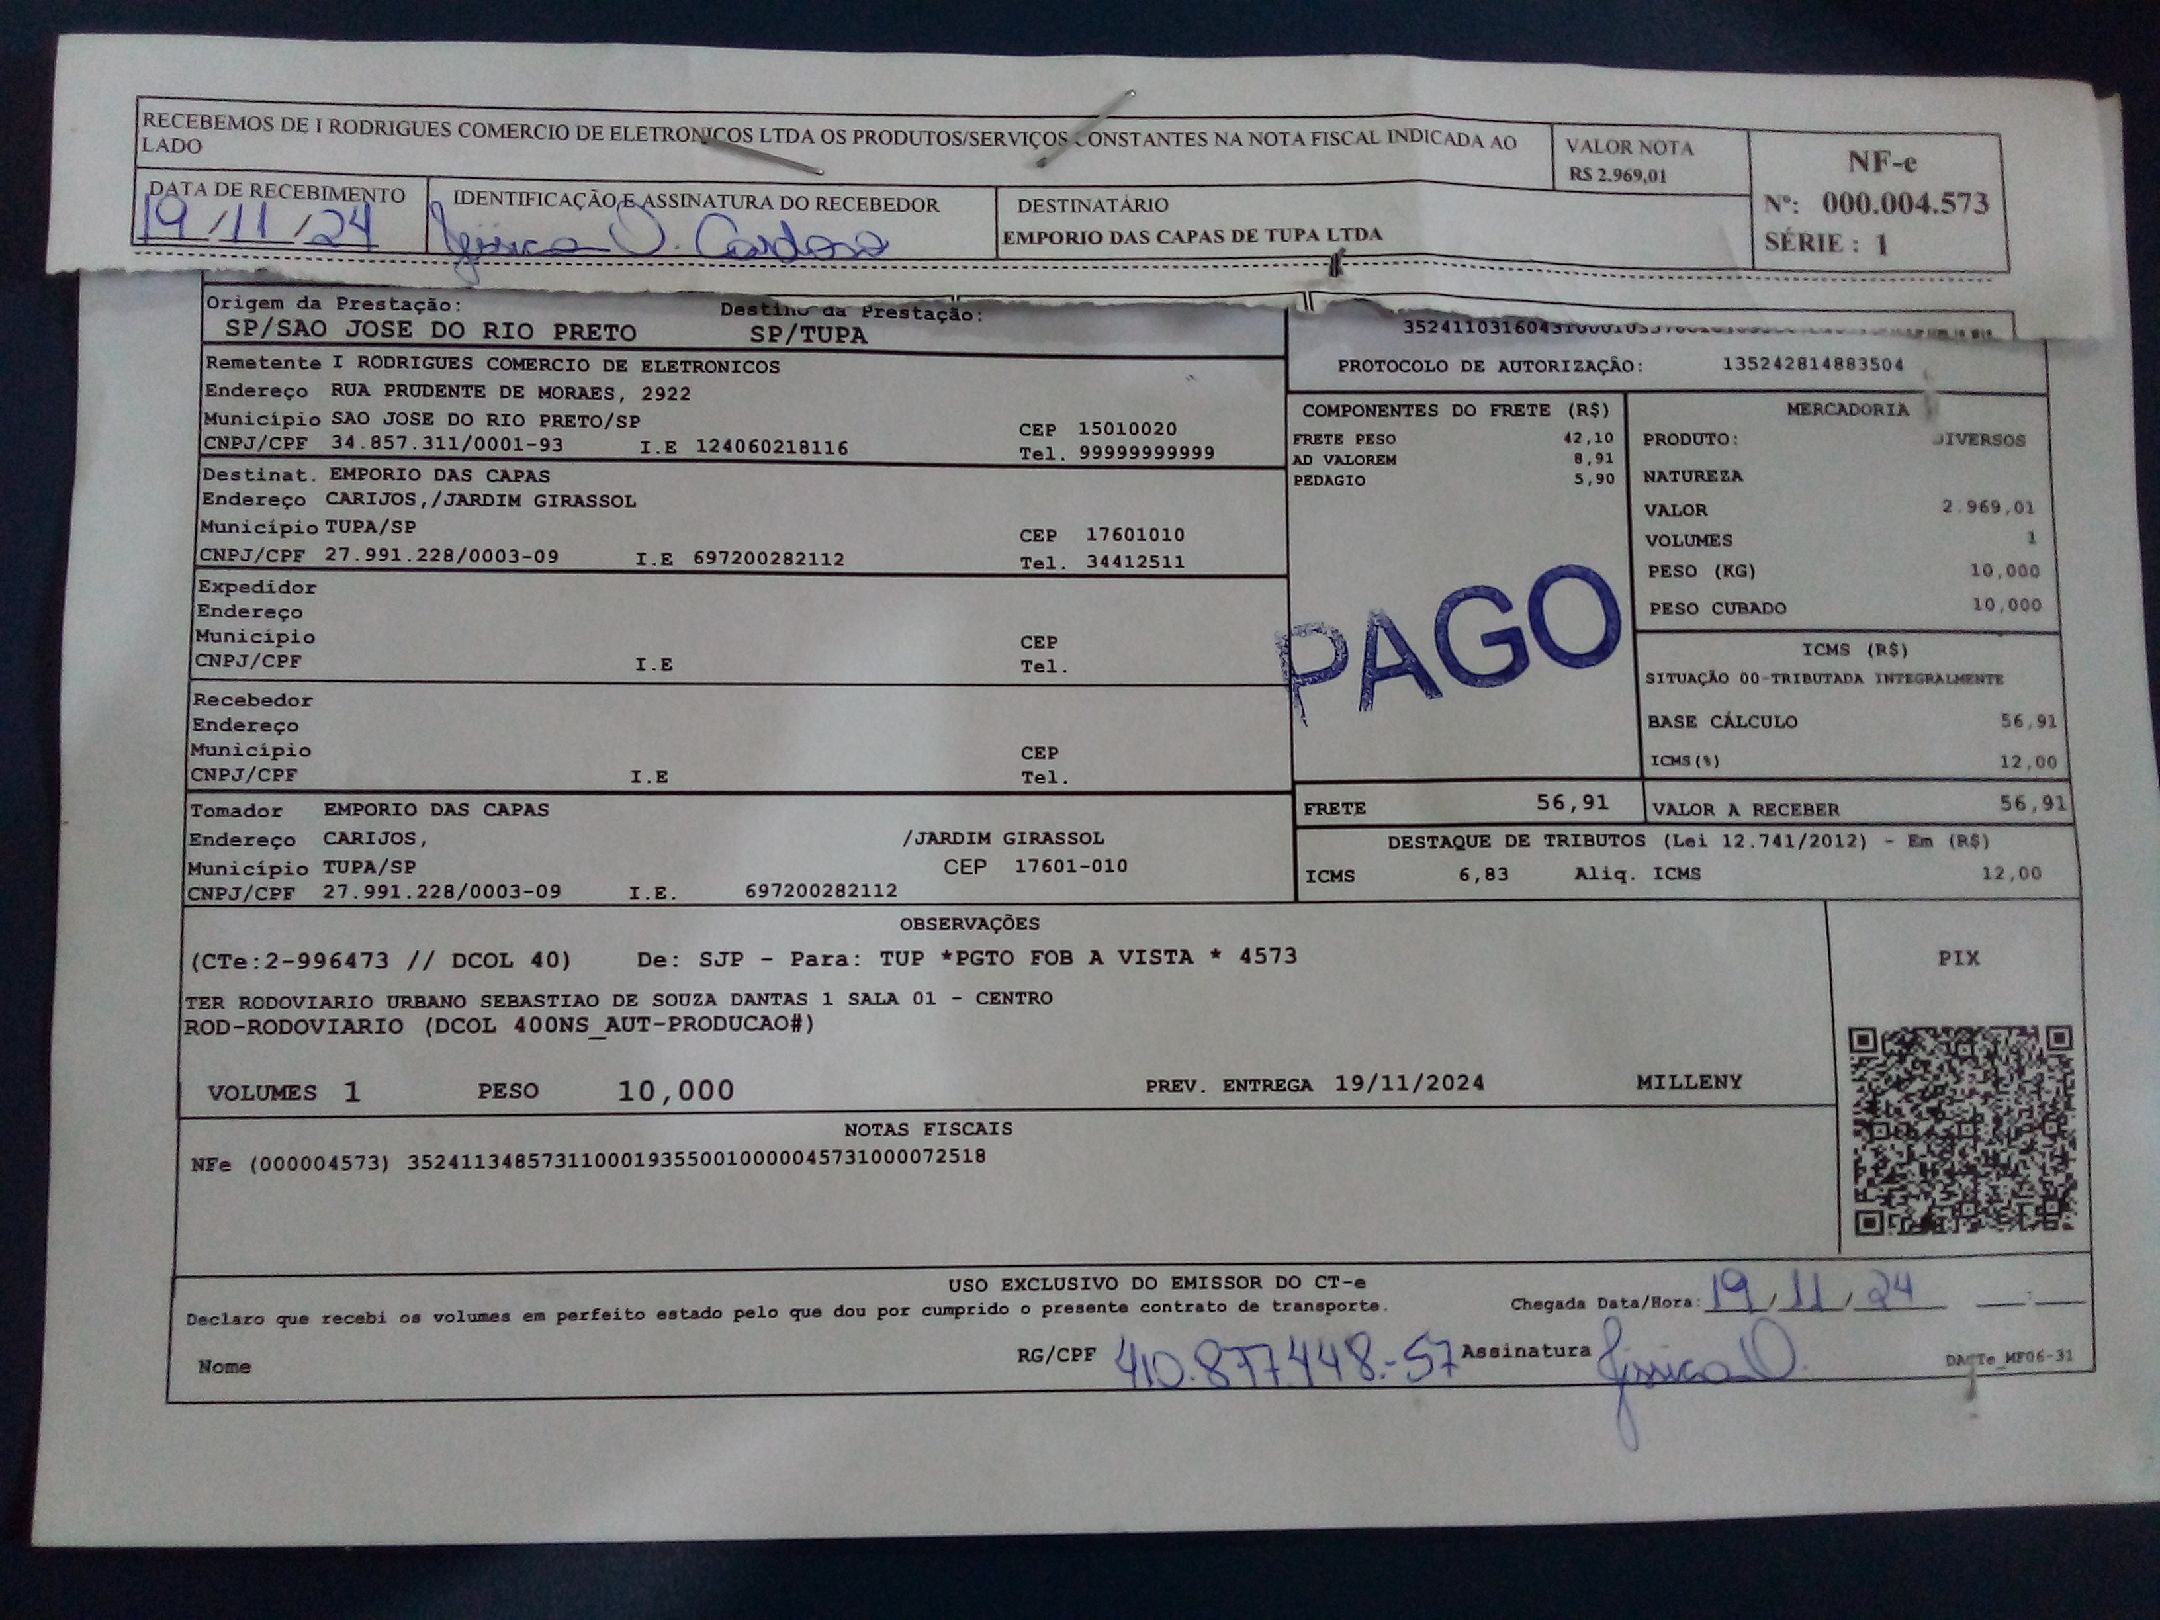 RECEBEMOS DE I RODRIGUES COMERCIO DE ELETRONICOS LTDA OS PRODUTOS/SERVIÇOS CONSTANTES NA NOTA FISCAL INDICADA AO
LADO
VALOR NOTA
R$ 2.969,01
NF-e
Nº: 000.004.573
SÉRIE : 1
DATA DE RECEBIMENTO
19/11/24
IDENTIFICAÇÃO E ASSINATURA DO RECEBEDOR
Jéssica O. Cardoso
DESTINATÁRIO
EMPORIO DAS CAPAS DE TUPA LTDA
Origem da Prestação:
SP/SAO JOSE DO RIO PRETO
Destino da Prestação:
SP/TUPA
PROTOCOLO DE AUTORIZAÇÃO: 135242814883504
Remetente I RODRIGUES COMERCIO DE ELETRONICOS
Endereço RUA PRUDENTE DE MORAES, 2922
Município SAO JOSE DO RIO PRETO/SP CEP 15010020
CNPJ/CPF 34.857.311/0001-93 I.E 124060218116 Tel. 99999999999
Destinat. EMPORIO DAS CAPAS
Endereço CARIJOS,/JARDIM GIRASSOL
Município TUPA/SP CEP 17601010
CNPJ/CPF 27.991.228/0003-09 I.E 697200282112 Tel. 34412511
Expedidor
Endereço
Município CEP
CNPJ/CPF I.E Tel.
Recebedor
Endereço
Município CEP
CNPJ/CPF I.E Tel.
Tomador EMPORIO DAS CAPAS
Endereço CARIJOS, /JARDIM GIRASSOL
Município TUPA/SP CEP 17601-010
CNPJ/CPF 27.991.228/0003-09 I.E. 697200282112
COMPONENTES DO FRETE (R$)
FRETE PESO 42,10
AD VALOREM 8,91
PEDAGIO 5,90
PAGO
FRETE 56,91
MERCADORIA
PRODUTO: DIVERSOS
NATUREZA
VALOR 2.969,01
VOLUMES 1
PESO (KG) 10,000
PESO CUBADO 10,000
ICMS (R$)
SITUAÇÃO 00-TRIBUTADA INTEGRALMENTE
BASE CÁLCULO 56,91
ICMS(%) 12,00
VALOR A RECEBER 56,91
DESTAQUE DE TRIBUTOS (Lei 12.741/2012) - Em (R$)
ICMS 6,83 Aliq. ICMS 12,00
OBSERVAÇÕES
(CTe:2-996473 // DCOL 40) De: SJP - Para: TUP *PGTO FOB A VISTA * 4573
TER RODOVIARIO URBANO SEBASTIAO DE SOUZA DANTAS 1 SALA 01 - CENTRO
ROD-RODOVIARIO (DCOL 400NS_AUT-PRODUCAO#)
VOLUMES 1 PESO 10,000 PREV. ENTREGA 19/11/2024 MILLENY
PIX
NOTAS FISCAIS
NFe (000004573) 35241134857311000193550010000045731000072518
USO EXCLUSIVO DO EMISSOR DO CT-e
Declaro que recebi os volumes em perfeito estado pelo que dou por cumprido o presente contrato de transporte.
Chegada Data/Hora: 19/11/24 __:__
Nome
RG/CPF 410.877.448-57
Assinatura Jéssica O.
DACTe_MF06-31